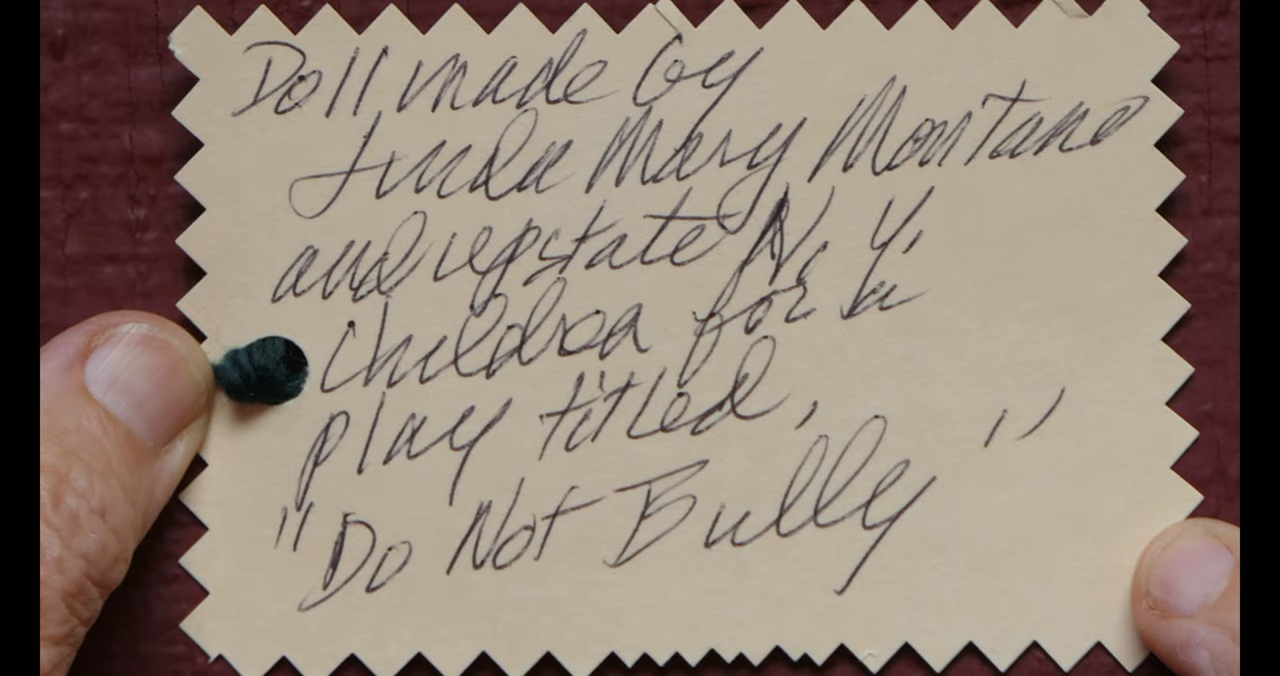 Doll made by
Linda Mary Montano
and upstate N. Y.
children for a
play titled,
"Do Not Bully"